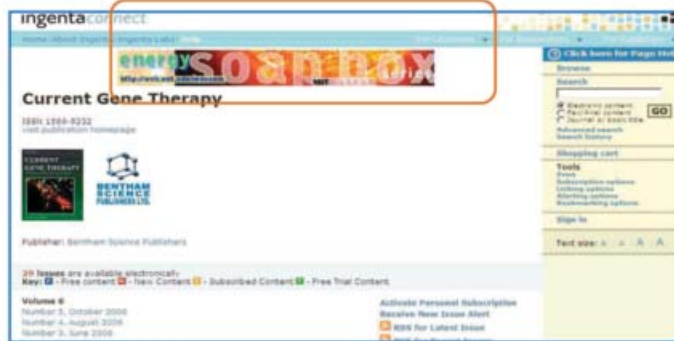 ingentaconnect
Home About Ingenta Ingenta Labs Help
energy
soapbox
series
Click here for Page Help
Current Gene Therapy
ISSN 1566-5232
visit publication homepage
CURRENT
GENE THERAPY
BENTHAM
SCIENCE
PUBLISHERS LTD.
Publisher: Bentham Science Publishers
29 issues are available electronically
Key: - Free content - New Content - Subscribed Content - Free Trial Content
Volume 6
Number 5, October 2006
Number 4, August 2006
Number 3, June 2006
Activate Personal Subscription
Receive New Issue Alert
RSS for Latest Issue
Browse
Search
Electronic content
Fax/Ariel content
Journal or book title
GO
Advanced search
Search history
Shopping cart
Tools
Print
Subscription options
Linking options
Alerting options
Bookmarking options
Sign in
Text size: A A A A